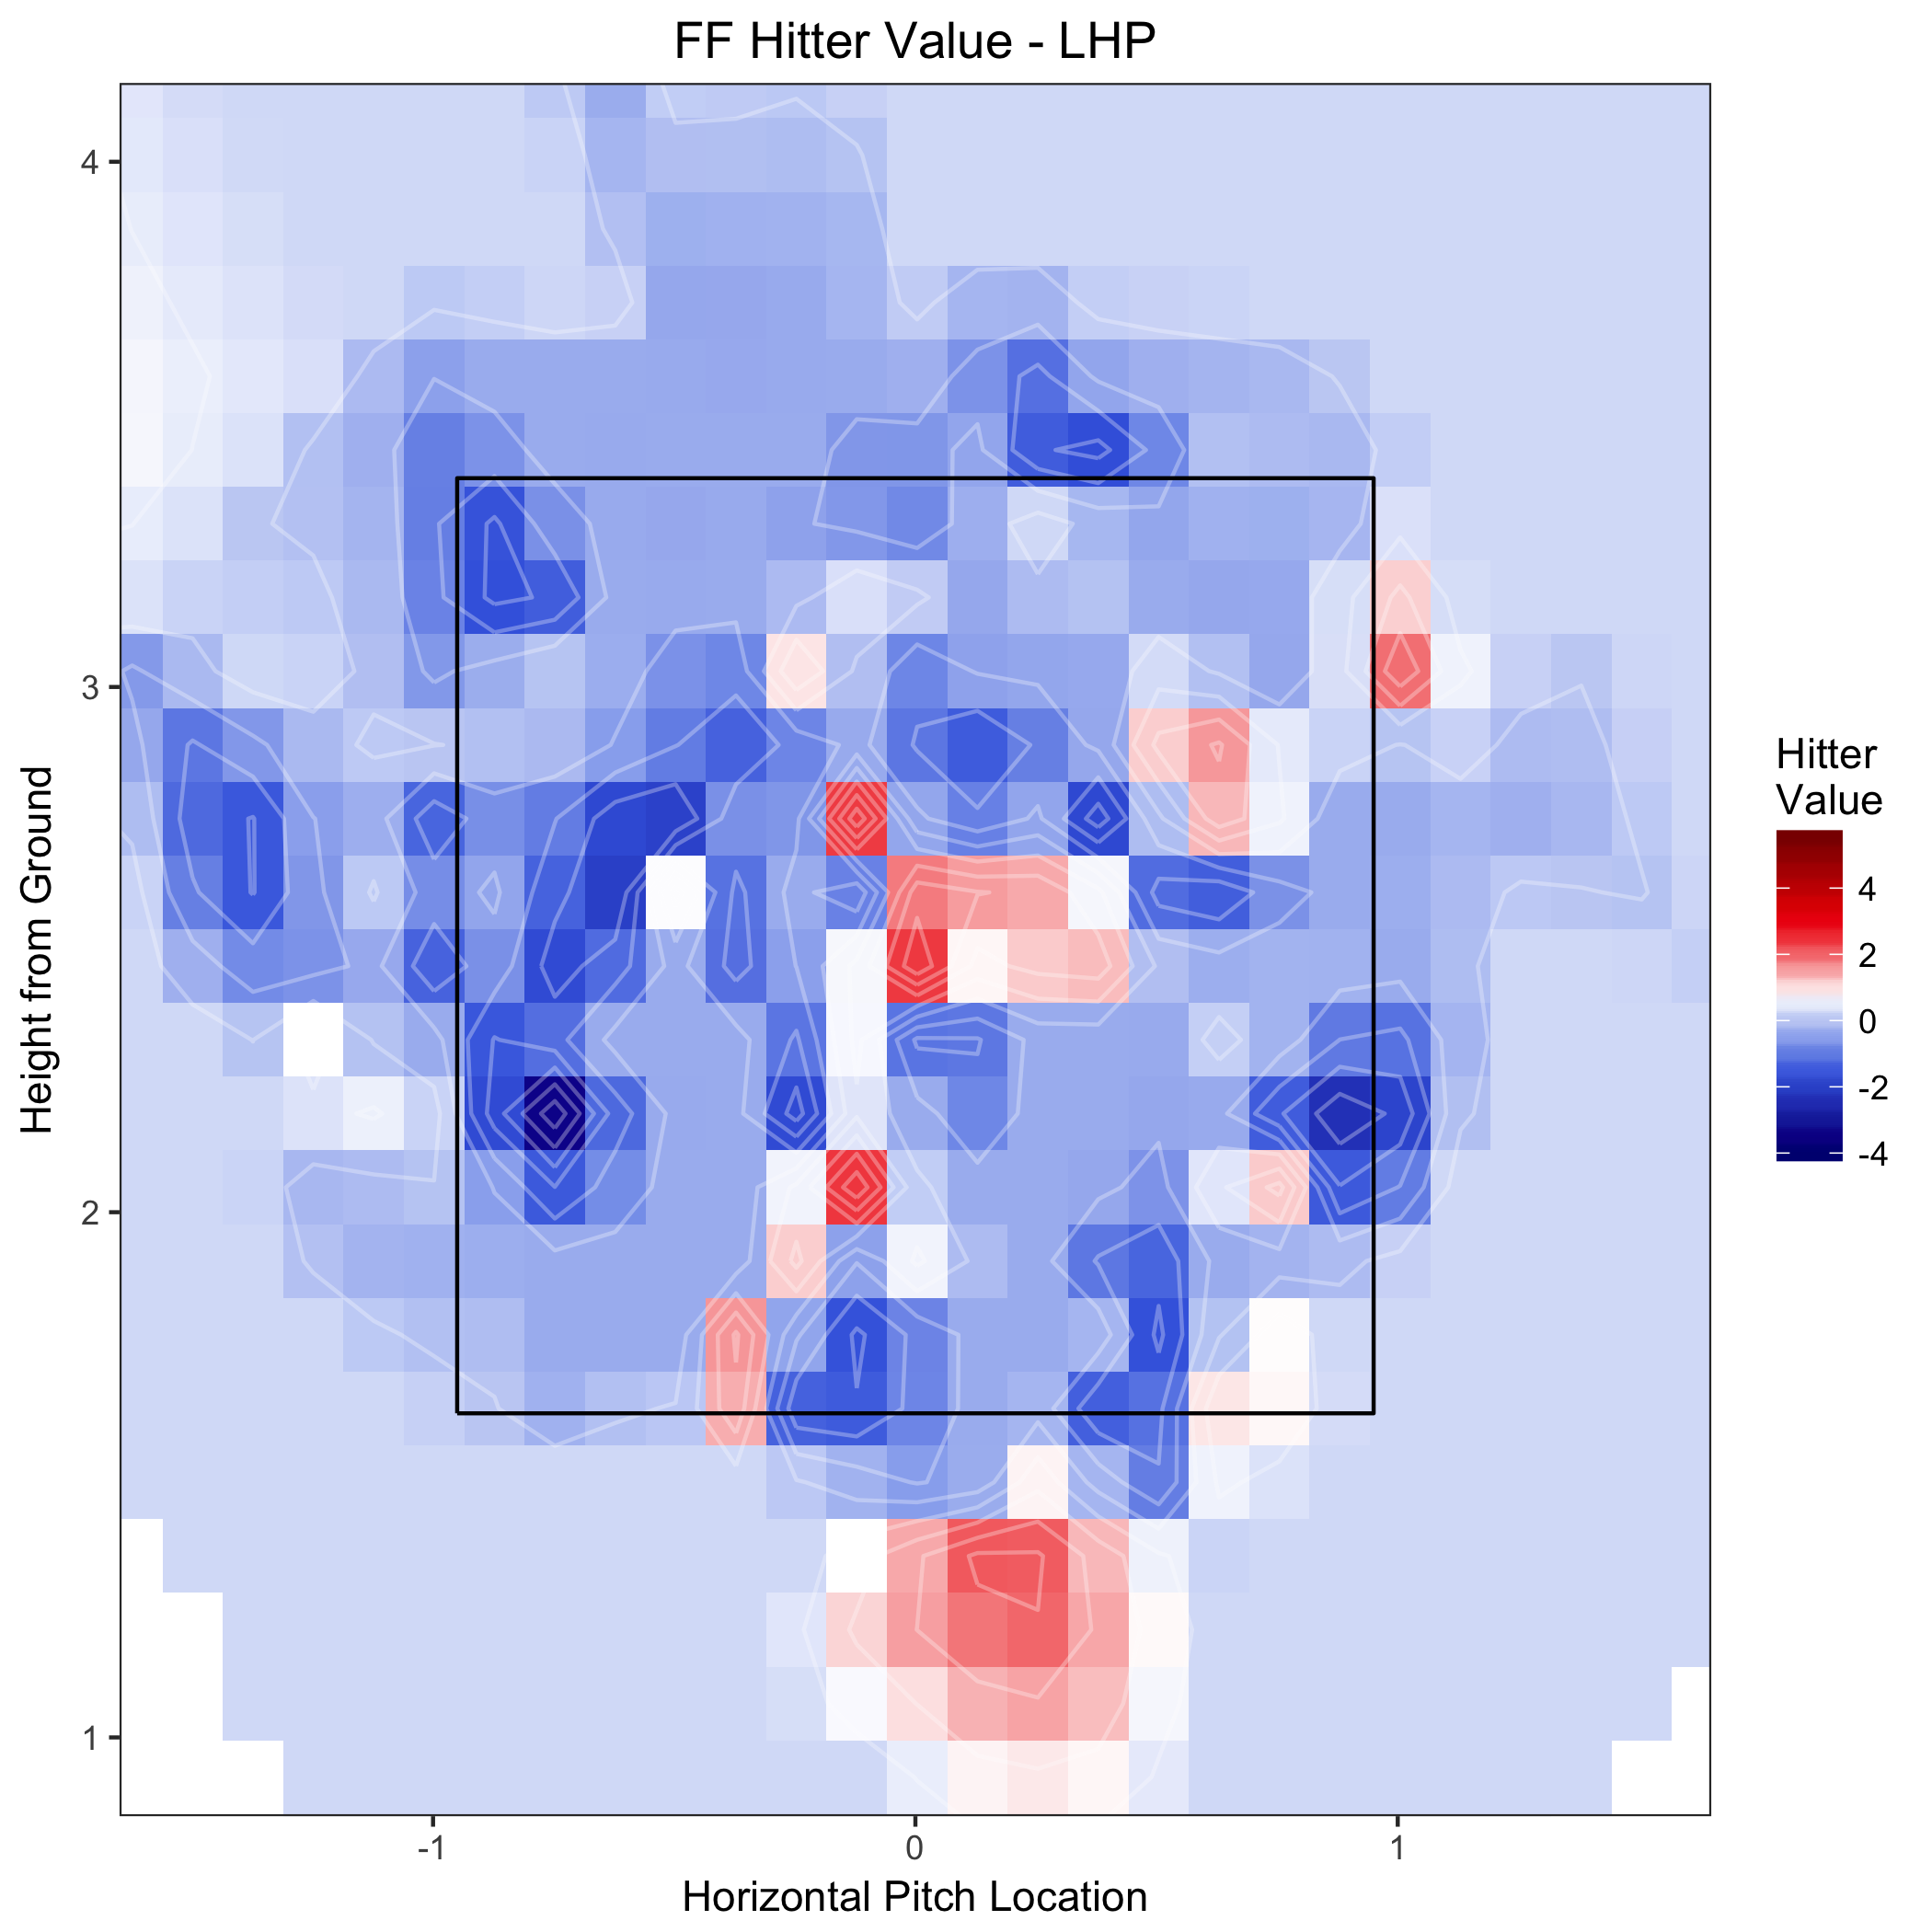 FF Hitter Value - LHP
4
3
2
1
Height from Ground
-1
0
1
Horizontal Pitch Location
Hitter
Value
4
2
0
-2
-4